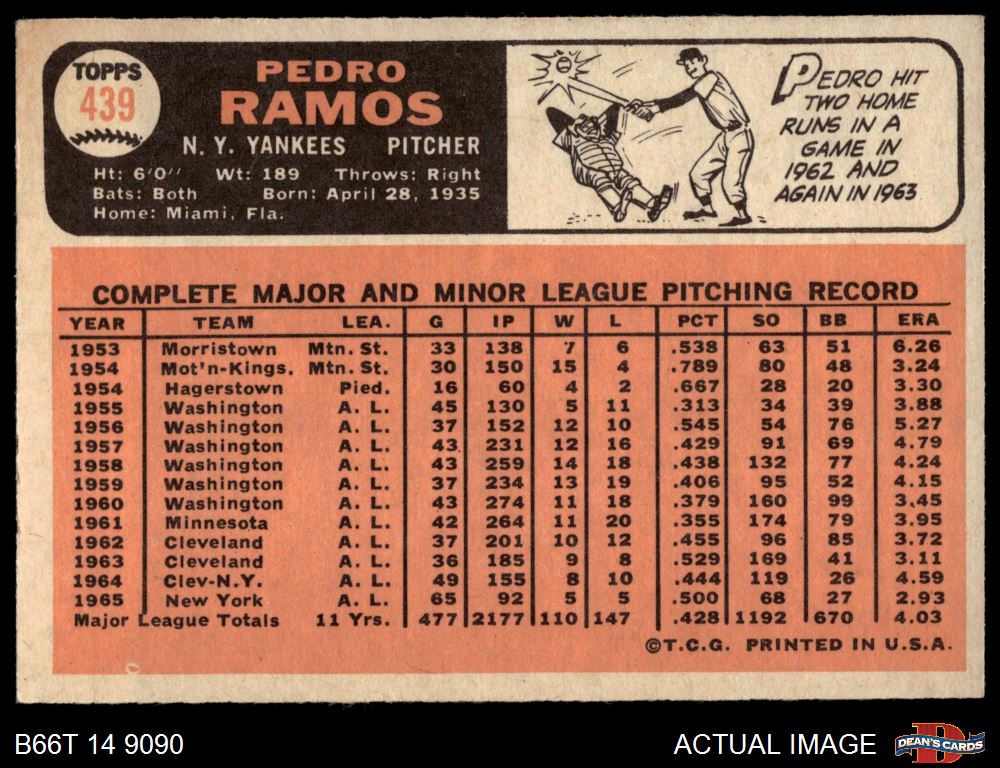 TOPPS
439
PEDRO
RAMOS
N. Y. YANKEES PITCHER
Ht: 6'0" Wt: 189 Throws: Right
Bats: Both Born: April 28, 1935
Home: Miami, Fla.
PEDRO HIT
TWO HOME
RUNS IN A
GAME IN
1962 AND
AGAIN IN 1963
COMPLETE MAJOR AND MINOR LEAGUE PITCHING RECORD
YEAR TEAM LEA. G IP W L PCT SO BB ERA
1953 Morristown Mtn. St. 33 138 7 6 .538 63 51 6.26
1954 Mot'n-Kings. Mtn. St. 30 150 15 4 .789 80 48 3.24
1954 Hagerstown Pied. 16 60 4 2 .667 28 20 3.30
1955 Washington A. L. 45 130 5 11 .313 34 39 3.88
1956 Washington A. L. 37 152 12 10 .545 54 76 5.27
1957 Washington A. L. 43 231 12 16 .429 91 69 4.79
1958 Washington A. L. 43 259 14 18 .438 132 77 4.24
1959 Washington A. L. 37 234 13 19 .406 95 52 4.15
1960 Washington A. L. 43 274 11 18 .379 160 99 3.45
1961 Minnesota A. L. 42 264 11 20 .355 174 79 3.95
1962 Cleveland A. L. 37 201 10 12 .455 96 85 3.72
1963 Cleveland A. L. 36 185 9 8 .529 169 41 3.11
1964 Clev-N.Y. A. L. 49 155 8 10 .444 119 26 4.59
1965 New York A. L. 65 92 5 5 .500 68 27 2.93
Major League Totals 11 Yrs. 477 2177 110 147 .428 1192 670 4.03
©T.C.G. PRINTED IN U.S.A.
B66T 14 9090
ACTUAL IMAGE
D
DEAN'S CARDS